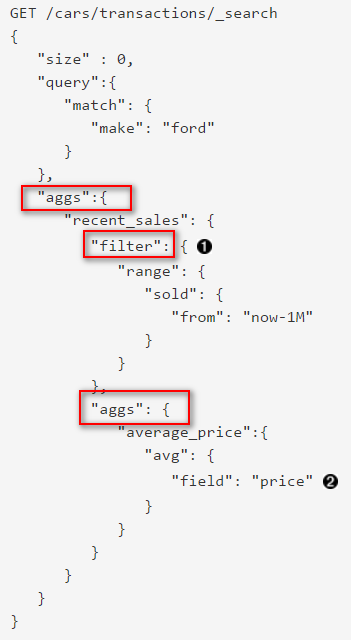 GET /cars/transactions/_search
{
"size" : 0,
"query":{
"match": {
"make": "ford"
}
},
"aggs":{
"recent_sales": {
"filter": { ❶
"range": {
"sold": {
"from": "now-1M"
}
}
},
"aggs": {
"average_price":{
"avg": {
"field": "price" ❷
}
}
}
}
}
}